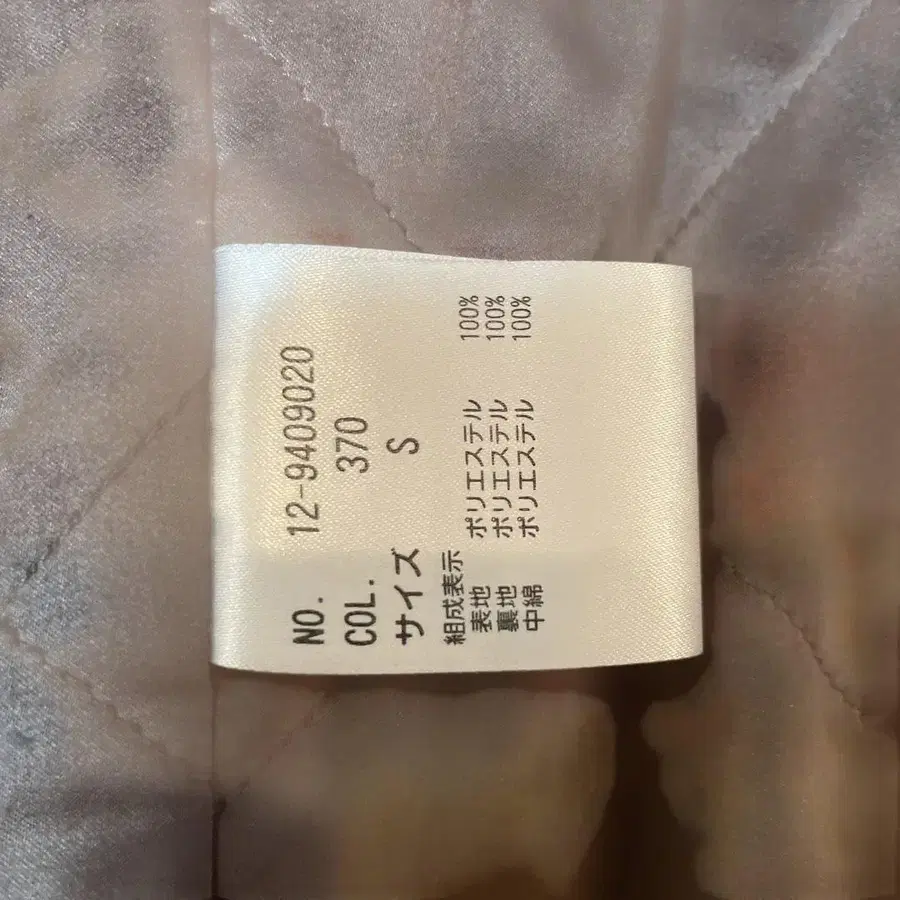 NO. 12-9409020
COL. 370
サイズ S
組成表示
表地 ポリエステル 100%
裏地 ポリエステル 100%
中綿 ポリエステル 100%